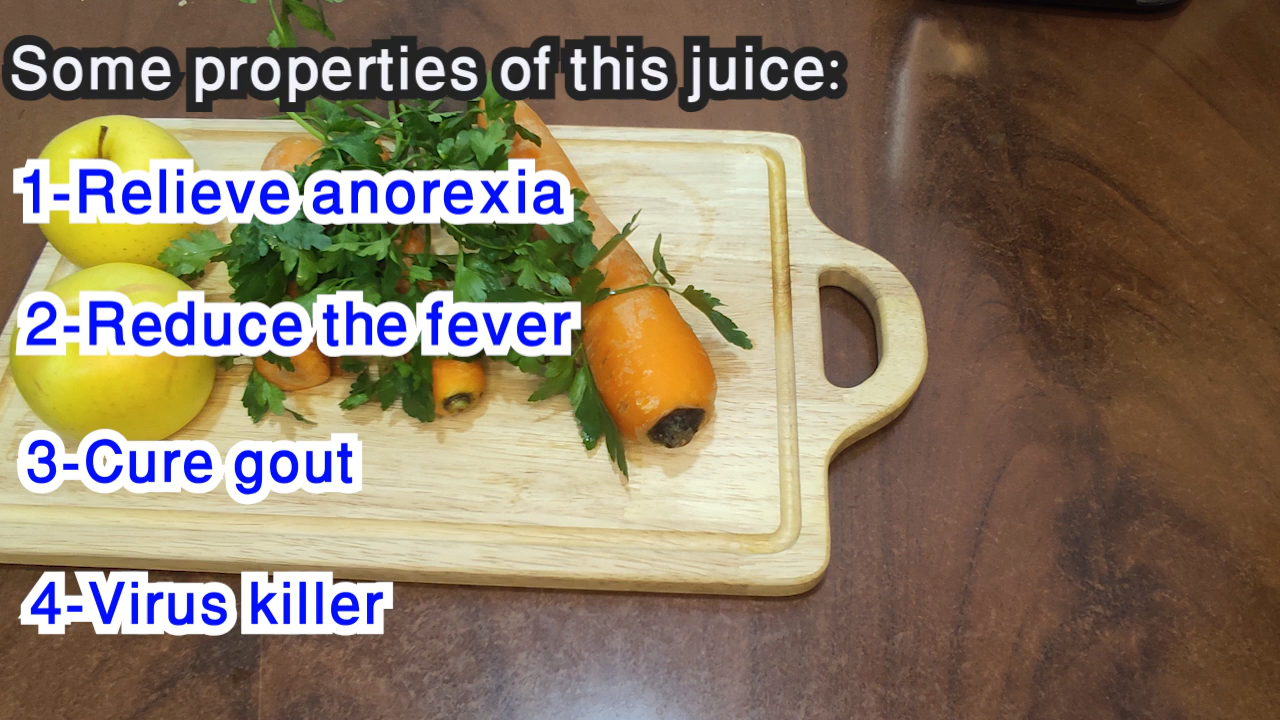 Some properties of this juice:
1-Relieve anorexia
2-Reduce the fever
3-Cure gout
4-Virus killer